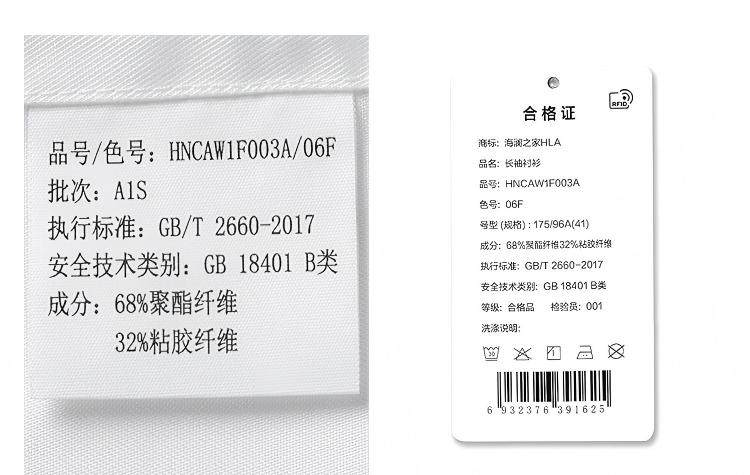 品号/色号: HNCAW1F003A/06F
批次: A1S
执行标准: GB/T 2660-2017
安全技术类别: GB 18401 B类
成分: 68%聚酯纤维
32%粘胶纤维
RFID
合格证
商标: 海澜之家HLA
品名: 长袖衬衫
品号: HNCAW1F003A
色号: 06F
号型(规格): 175/96A(41)
成分: 68%聚酯纤维32%粘胶纤维
执行标准: GB/T 2660-2017
安全技术类别: GB 18401 B类
等级: 合格品 检验员: 001
洗涤说明:
30
6 932376 391625